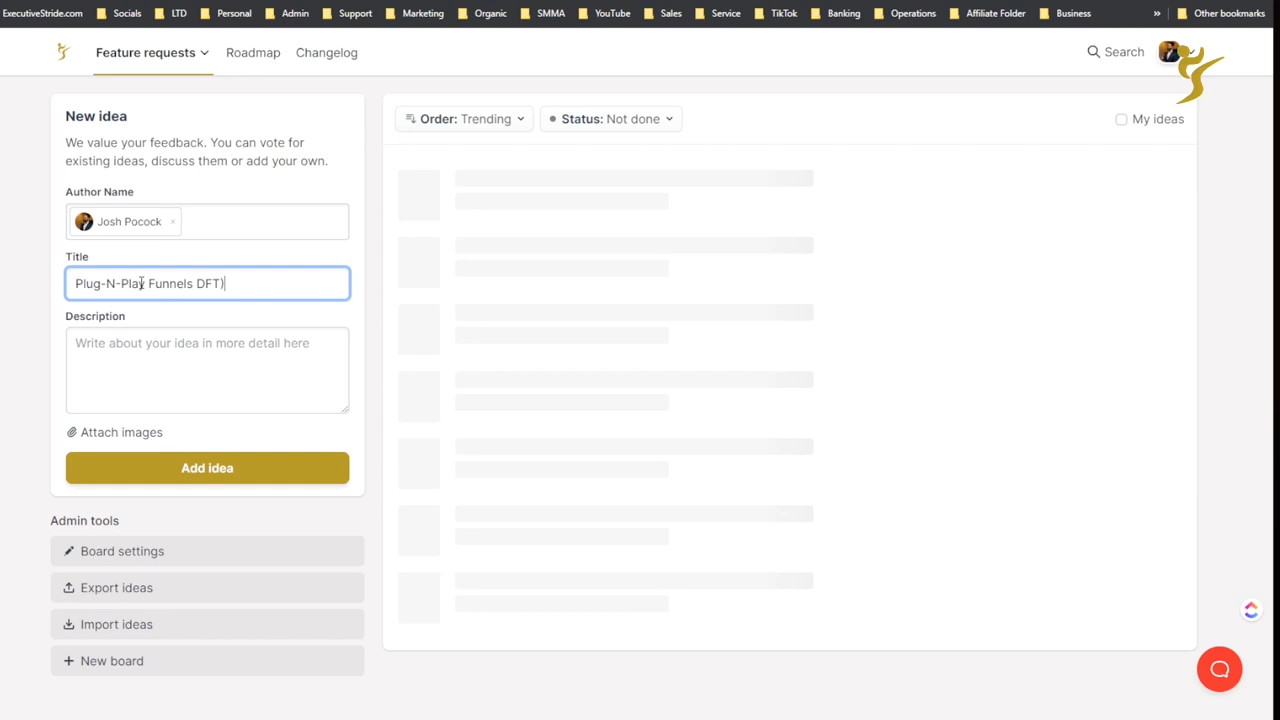 ExecutiveStride.com Socials LTD Personal Admin Support Marketing Organic SMMA YouTube Sales Service TikTok Banking Operations Affiliate Folder Business » Other bookmarks
Feature requests Roadmap Changelog Search
New idea
We value your feedback. You can vote for
existing ideas, discuss them or add your own.
Author Name
Josh Pocock ×
Title
Plug-N-Play Funnels DFT)
Description
Write about your idea in more detail here
Attach images
Add idea
Admin tools
Board settings
Export ideas
Import ideas
+ New board
Order: Trending Status: Not done My ideas